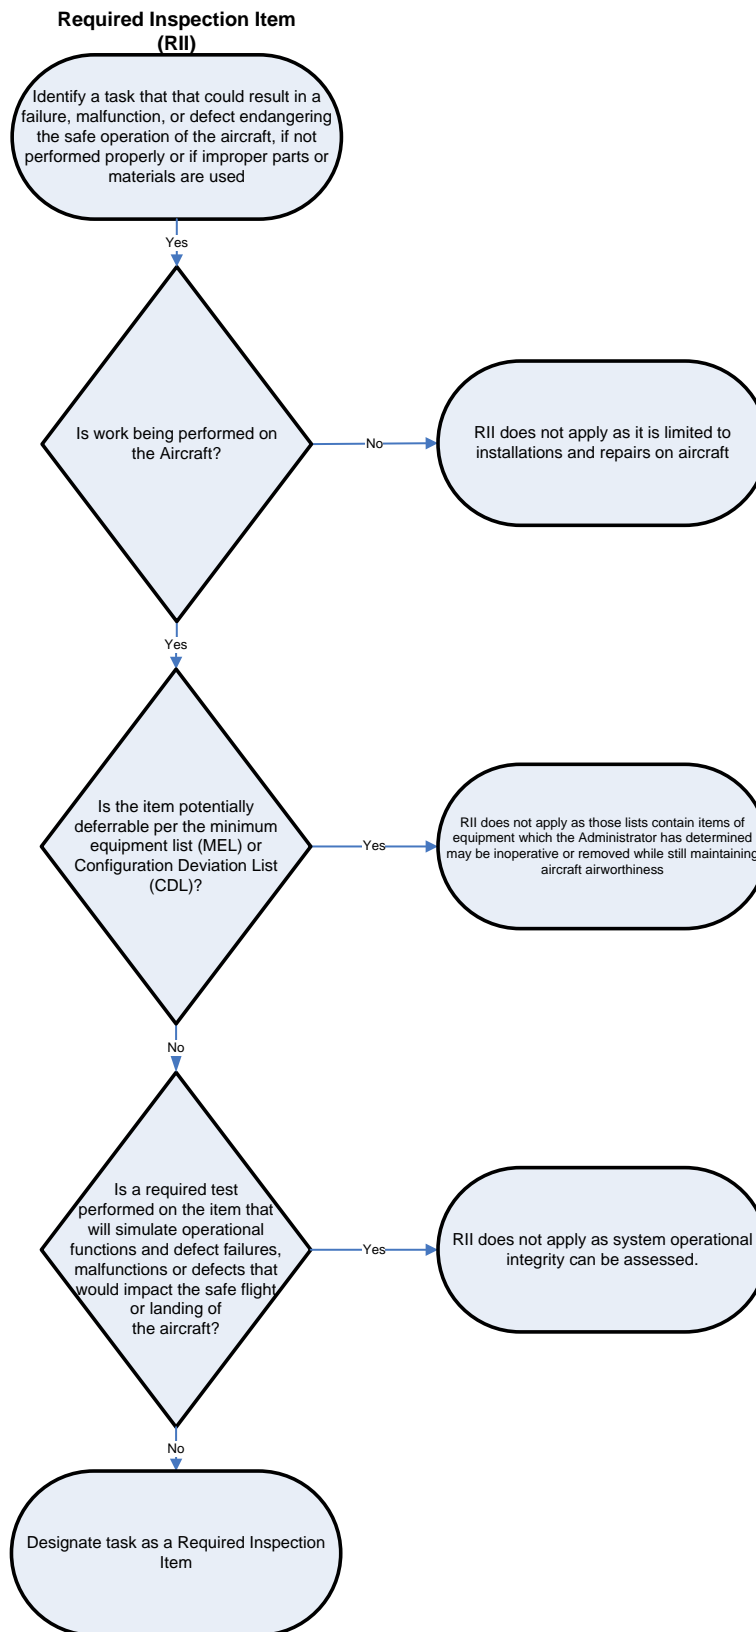 Required Inspection Item
(RII)
Identify a task that that could result in a
failure, malfunction, or defect endangering
the safe operation of the aircraft, if not
performed properly or if improper parts or
materials are used
Yes
Is work being performed on
the Aircraft?
No
RII does not apply as it is limited to
installations and repairs on aircraft
Yes
Is the item potentially
deferrable per the minimum
equipment list (MEL) or
Configuration Deviation List
(CDL)?
Yes
RII does not apply as those lists contain items of
equipment which the Administrator has determined
may be inoperative or removed while still maintaining
aircraft airworthiness
No
Is a required test
performed on the item that
will simulate operational
functions and defect failures,
malfunctions or defects that
would impact the safe flight
or landing of
the aircraft?
Yes
RII does not apply as system operational
integrity can be assessed.
No
Designate task as a Required Inspection
Item